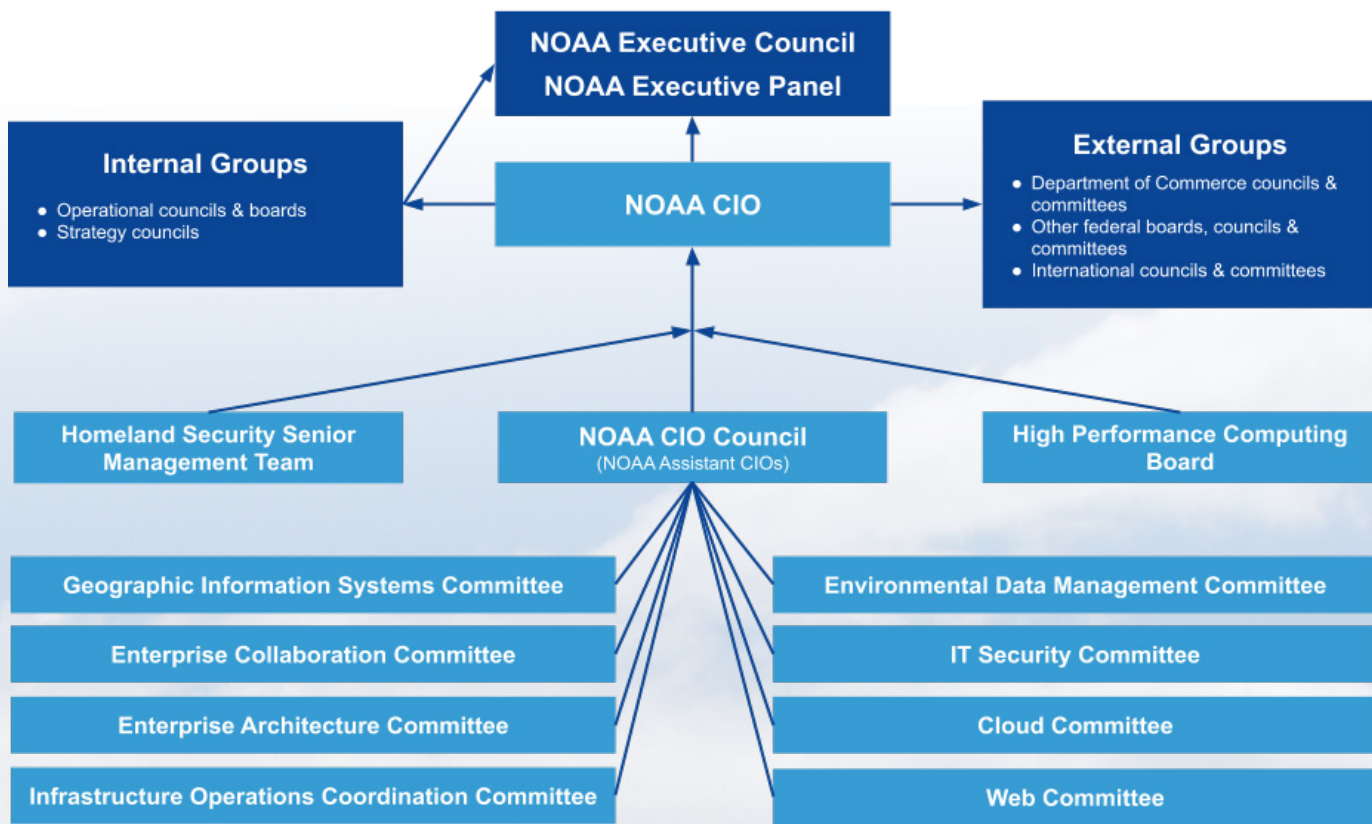 NOAA Executive Council
NOAA Executive Panel
Internal Groups
● Operational councils & boards
● Strategy councils
NOAA CIO
External Groups
● Department of Commerce councils &
committees
● Other federal boards, councils &
committees
● International councils & committees
Homeland Security Senior
Management Team
NOAA CIO Council
(NOAA Assistant CIOs)
High Performance Computing
Board
Geographic Information Systems Committee
Environmental Data Management Committee
Enterprise Collaboration Committee
IT Security Committee
Enterprise Architecture Committee
Cloud Committee
Infrastructure Operations Coordination Committee
Web Committee